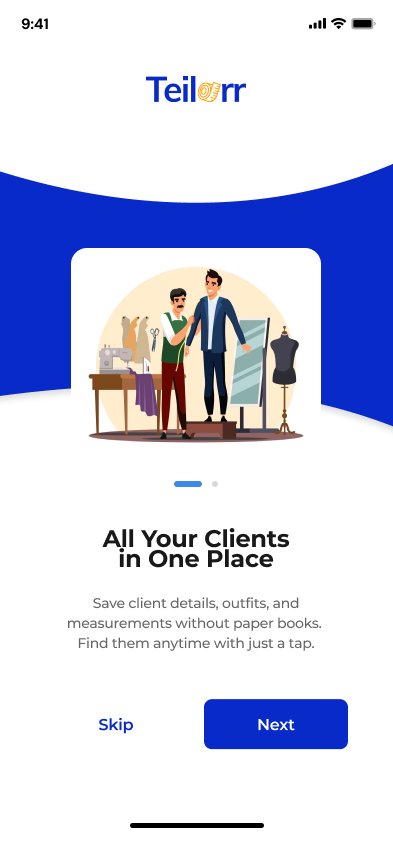 9:41
Teilorr
All Your Clients
in One Place
Save client details, outfits, and
measurements without paper books.
Find them anytime with just a tap.
Skip
Next